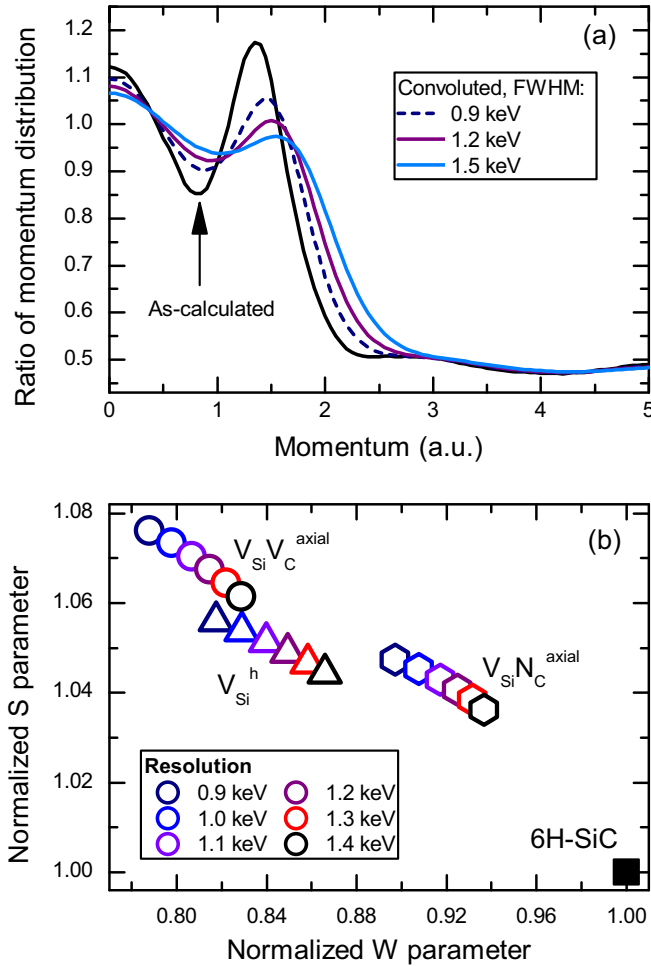 (a)
Ratio of momentum distribution
1.2
1.1
1.0
0.9
0.8
0.7
0.6
0.5
Convoluted, FWHM:
0.9 keV
1.2 keV
1.5 keV
As-calculated
0 1 2 3 4 5
Momentum (a.u.)
(b)
Normalized S parameter
1.08
1.06
1.04
1.02
1.00
V_Si V_C^axial
V_Si^h
V_Si N_C^axial
6H-SiC
Resolution
0.9 keV 1.2 keV
1.0 keV 1.3 keV
1.1 keV 1.4 keV
0.80 0.84 0.88 0.92 0.96 1.00
Normalized W parameter